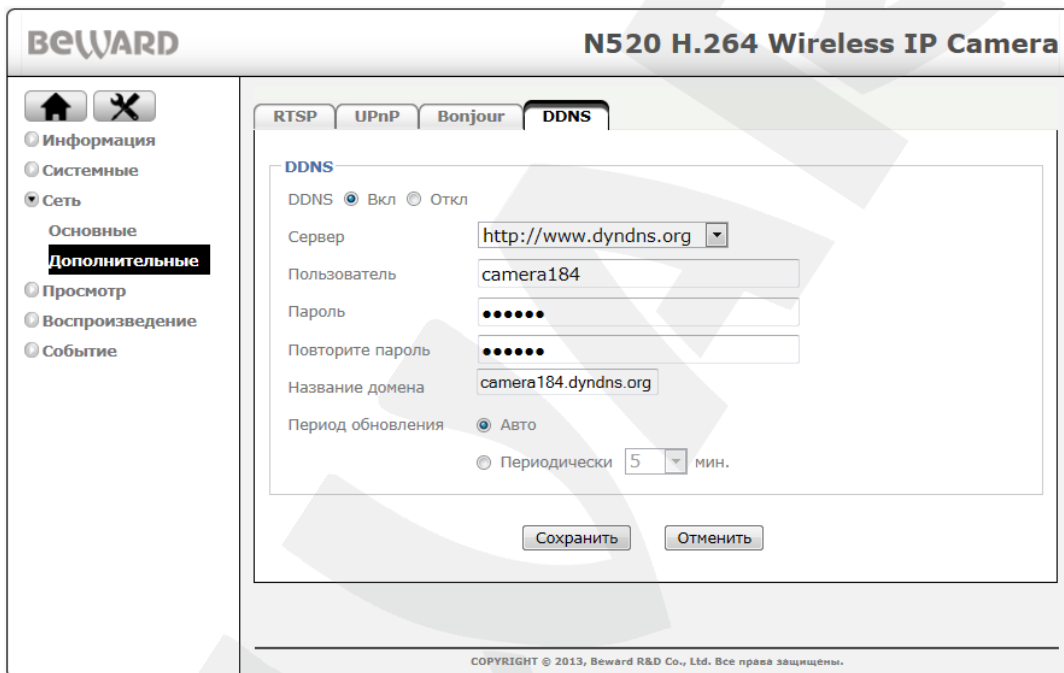 BEWARD
N520 H.264 Wireless IP Camera
Информация
Системные
Сеть
Основные
Дополнительные
Просмотр
Воспроизведение
Событие
RTSP UPnP Bonjour DDNS
DDNS
DDNS Вкл Откл
Сервер http://www.dyndns.org
Пользователь camera184
Пароль ••••••
Повторите пароль ••••••
Название домена camera184.dyndns.org
Период обновления Авто
Периодически 5 мин.
Сохранить Отменить
COPYRIGHT © 2013, Beward R&D Co., Ltd. Все права защищены.